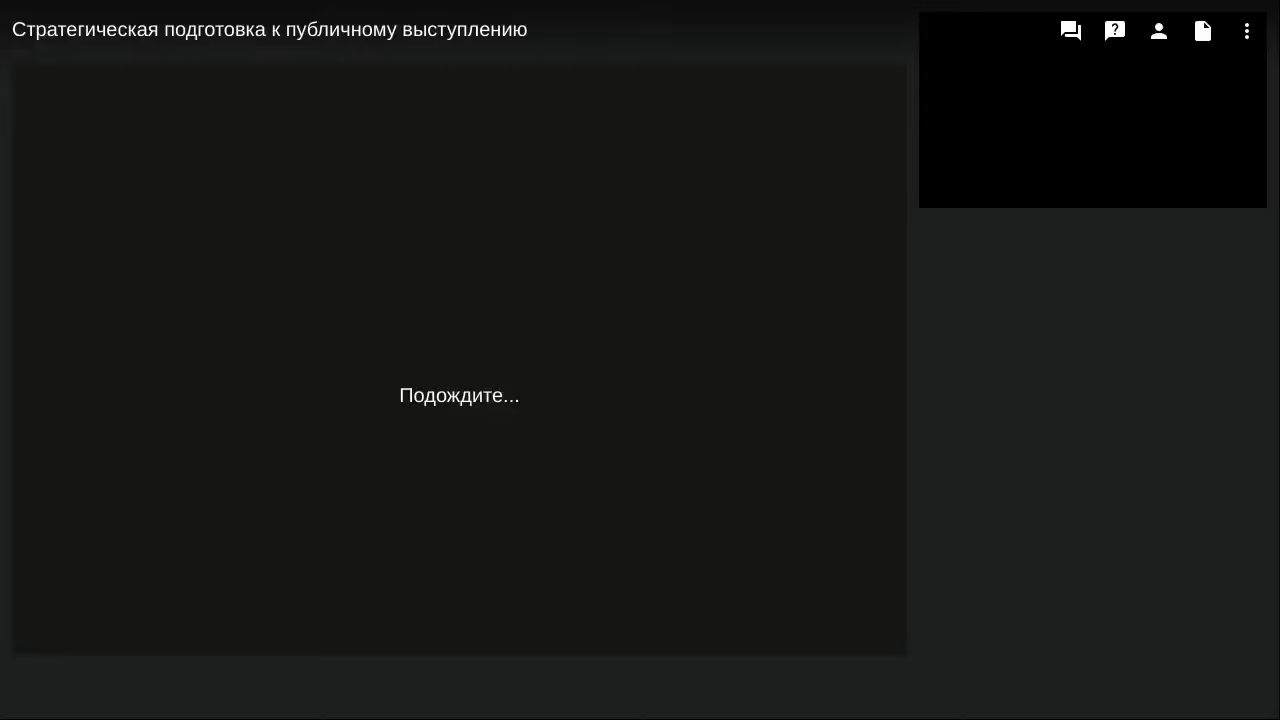 Стратегическая подготовка к публичному выступлению
Подождите...